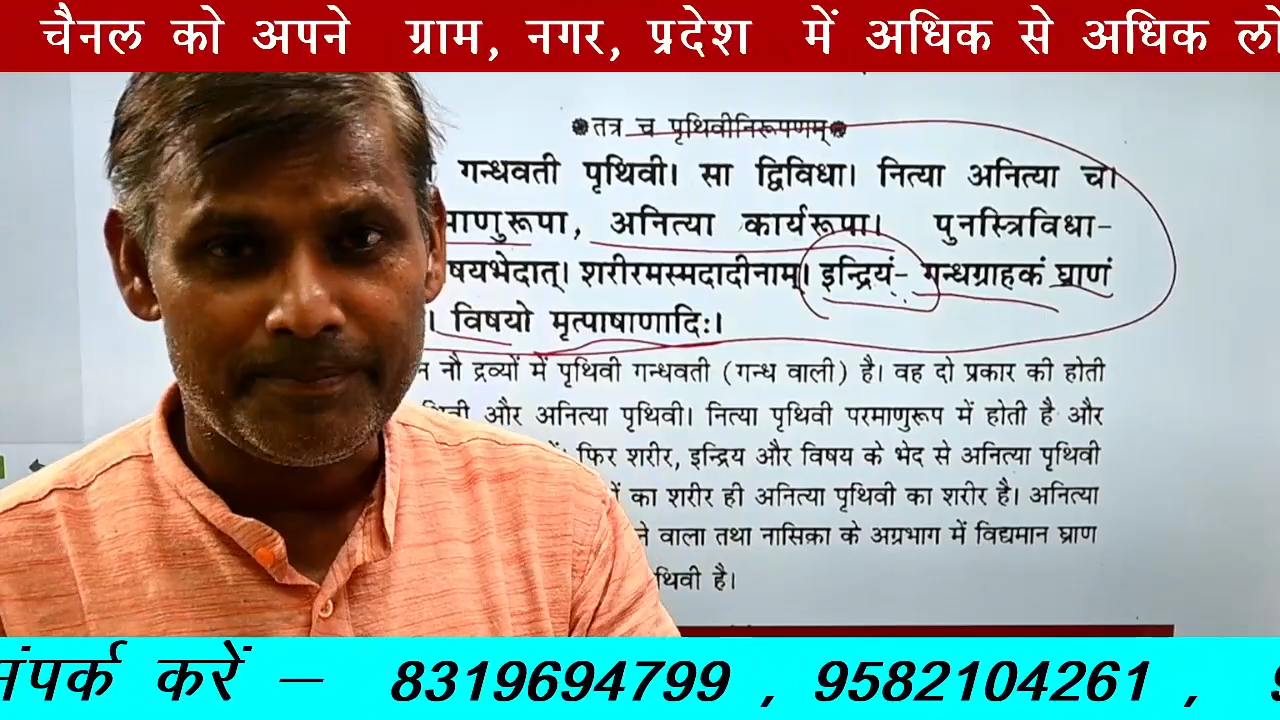 चैनल को अपने ग्राम, नगर, प्रदेश में अधिक से अधिक
तत्र च पृथिवीनिरूपणम्
गन्धवती पृथिवी। सा द्विविधा। नित्या अनित्या च।
अनित्या कार्यरूपा। पुनस्त्रिविधा-
शरीरमस्मदादीनाम्। इन्द्रियं- गन्धग्राहकं घ्राणं
। विषयो मृत्पाषाणादिः।
नौ द्रव्यों में पृथिवी गन्धवती (गन्ध वाली) है। वह दो प्रकार की होती
और अनित्या पृथिवी। नित्या पृथिवी परमाणुरूप में होती है और
फिर शरीर, इन्द्रिय और विषय के भेद से अनित्या पृथिवी
का शरीर ही अनित्या पृथिवी का शरीर है। अनित्या
वाला तथा नासिका के अग्रभाग में विद्यमान घ्राण
है।
संपर्क करें – 8319694799 , 9582104261 ,